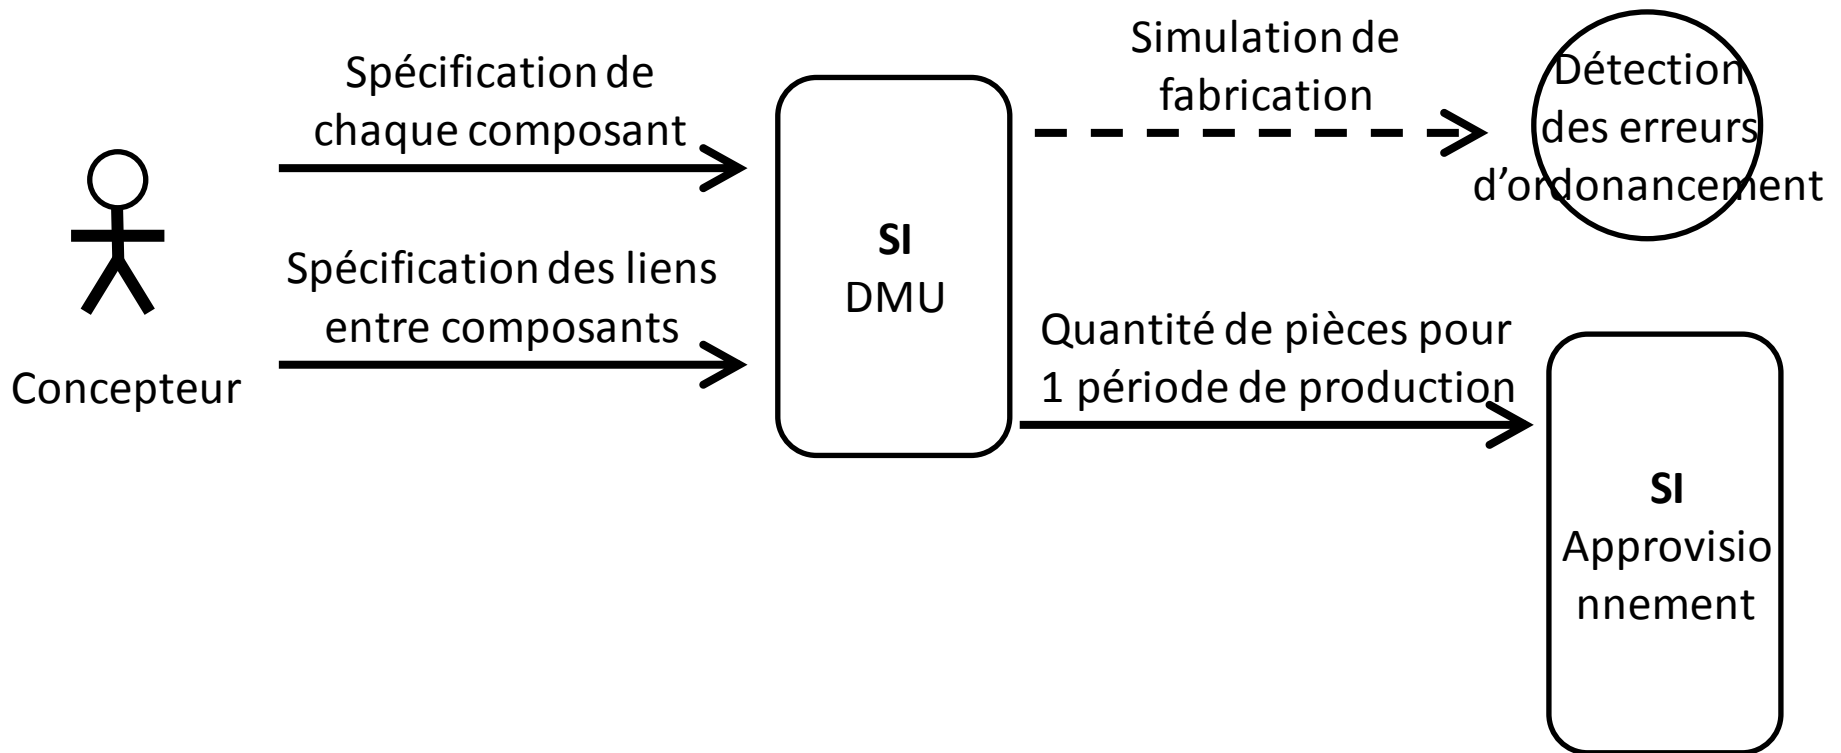 Spécification de
chaque composant
Spécification des liens
entre composants
Concepteur
SI
DMU
Simulation de
fabrication
Détection
des erreurs
d'ordonancement
Quantité de pièces pour
1 période de production
SI
Approvisio
nnement